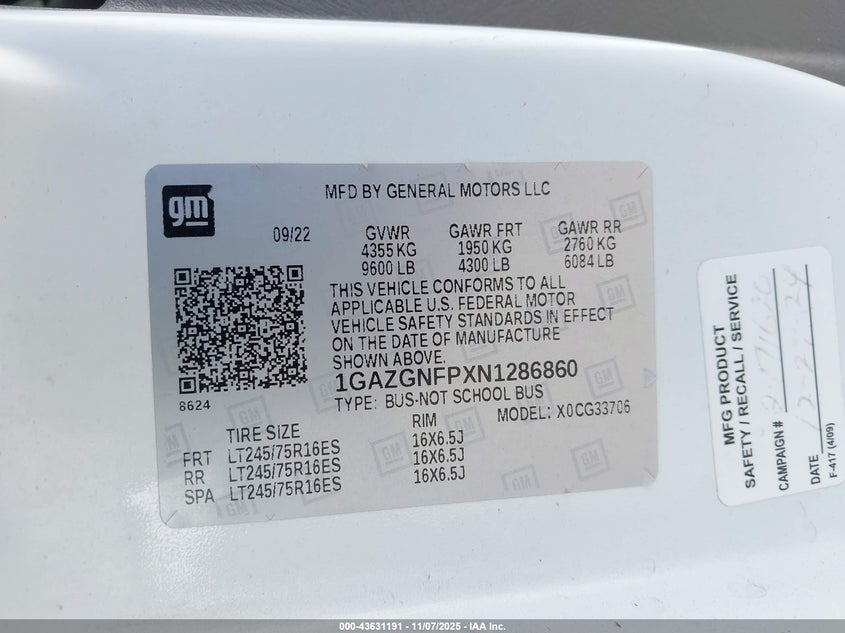 gm
MFD BY GENERAL MOTORS LLC
09/22
GVWR
4355 KG
9600 LB
GAWR FRT
1950 KG
4300 LB
GAWR RR
2760 KG
6084 LB
THIS VEHICLE CONFORMS TO ALL
APPLICABLE U.S. FEDERAL MOTOR
VEHICLE SAFETY STANDARDS IN EFFECT
ON THE DATE OF MANUFACTURE
SHOWN ABOVE.
1GAZGNFPXN1286860
TYPE: BUS-NOT SCHOOL BUS
8624
MODEL: X0CG33706
TIRE SIZE RIM
FRT LT245/75R16ES 16X6.5J
RR LT245/75R16ES 16X6.5J
SPA LT245/75R16ES 16X6.5J
MFG PRODUCT
SAFETY / RECALL / SERVICE
CAMPAIGN #
DATE
F-417 (4/09)
000-43631191 - 11/07/2025 - IAA Inc.